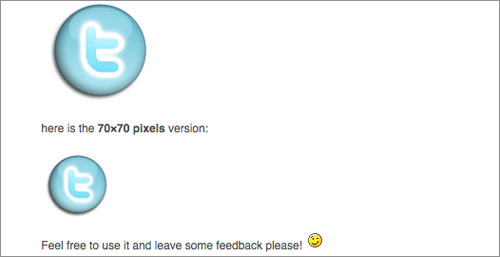 t
here is the 70×70 pixels version:
t
Feel free to use it and leave some feedback please!